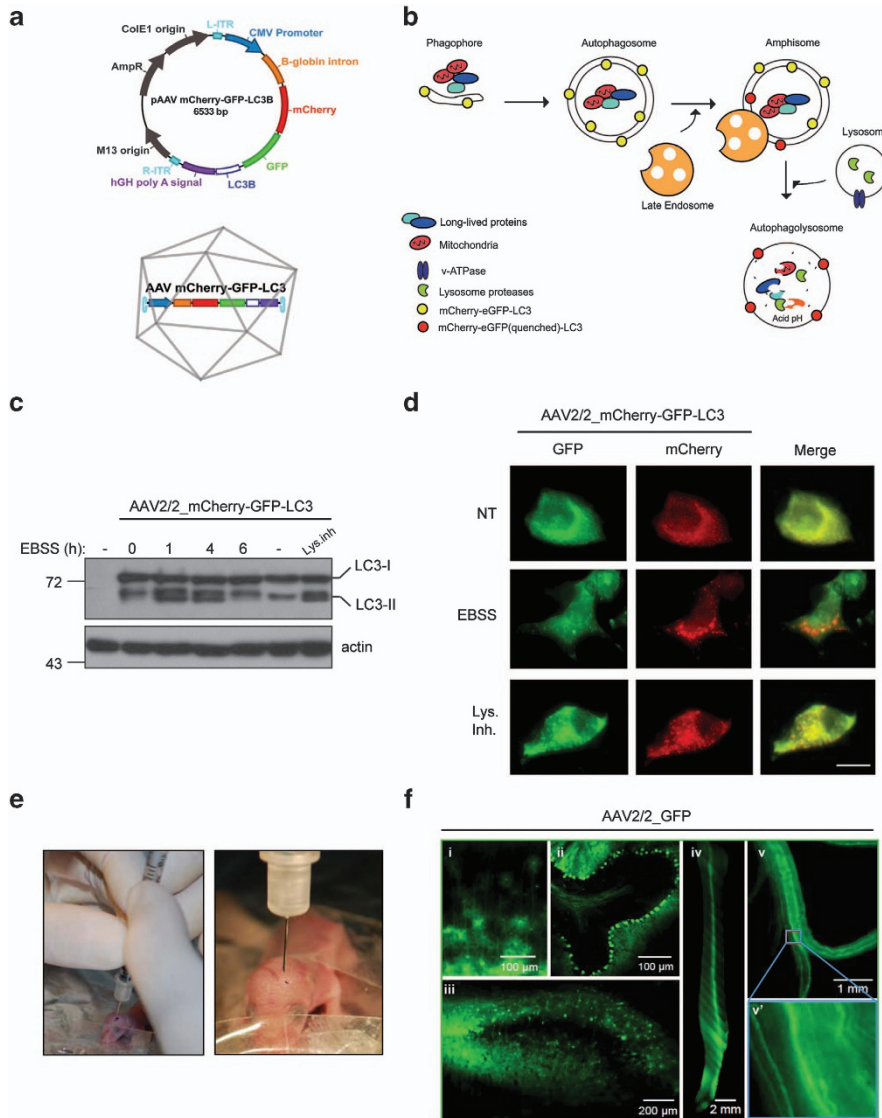 a
ColE1 origin
L-ITR
CMV Promoter
AmpR
B-globin intron
pAAV mCherry-GFP-LC3B
6533 bp
mCherry
M13 origin
R-ITR
GFP
hGH poly A signal
LC3B
AAV mCherry-GFP-LC3
b
Phagophore
Autophagosome
Amphisome
Lysosome
Late Endosome
Autophagolysosome
Acid pH
Long-lived proteins
Mitochondria
v-ATPase
Lysosome proteases
mCherry-eGFP-LC3
mCherry-eGFP(quenched)-LC3
c
AAV2/2_mCherry-GFP-LC3
EBSS (h): - 0 1 4 6 - Lys.inh
72
LC3-I
LC3-II
43
actin
d
AAV2/2_mCherry-GFP-LC3
GFP mCherry Merge
NT
EBSS
Lys.
Inh.
e
f
AAV2/2_GFP
i
100 µm
ii
100 µm
iii
200 µm
iv
2 mm
v
1 mm
v'